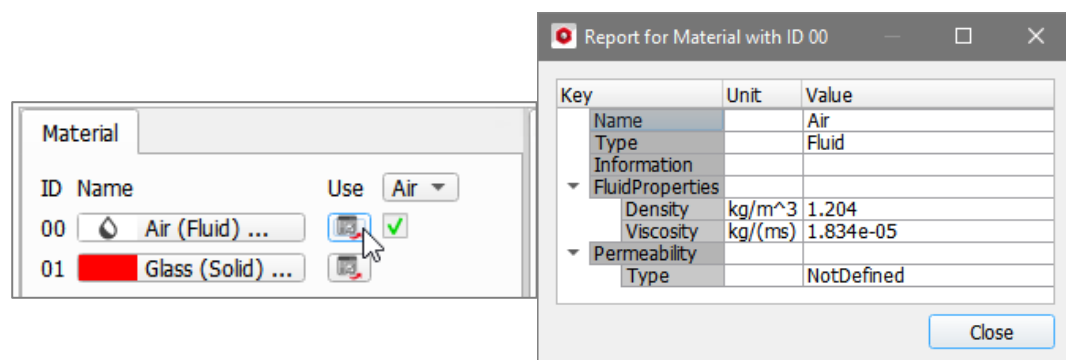 Material
ID Name Use Air
00 Air (Fluid) ...
01 Glass (Solid) ...
Report for Material with ID 00
Key Unit Value
Name Air
Type Fluid
Information
FluidProperties
Density kg/m^3 1.204
Viscosity kg/(ms) 1.834e-05
Permeability
Type NotDefined
Close